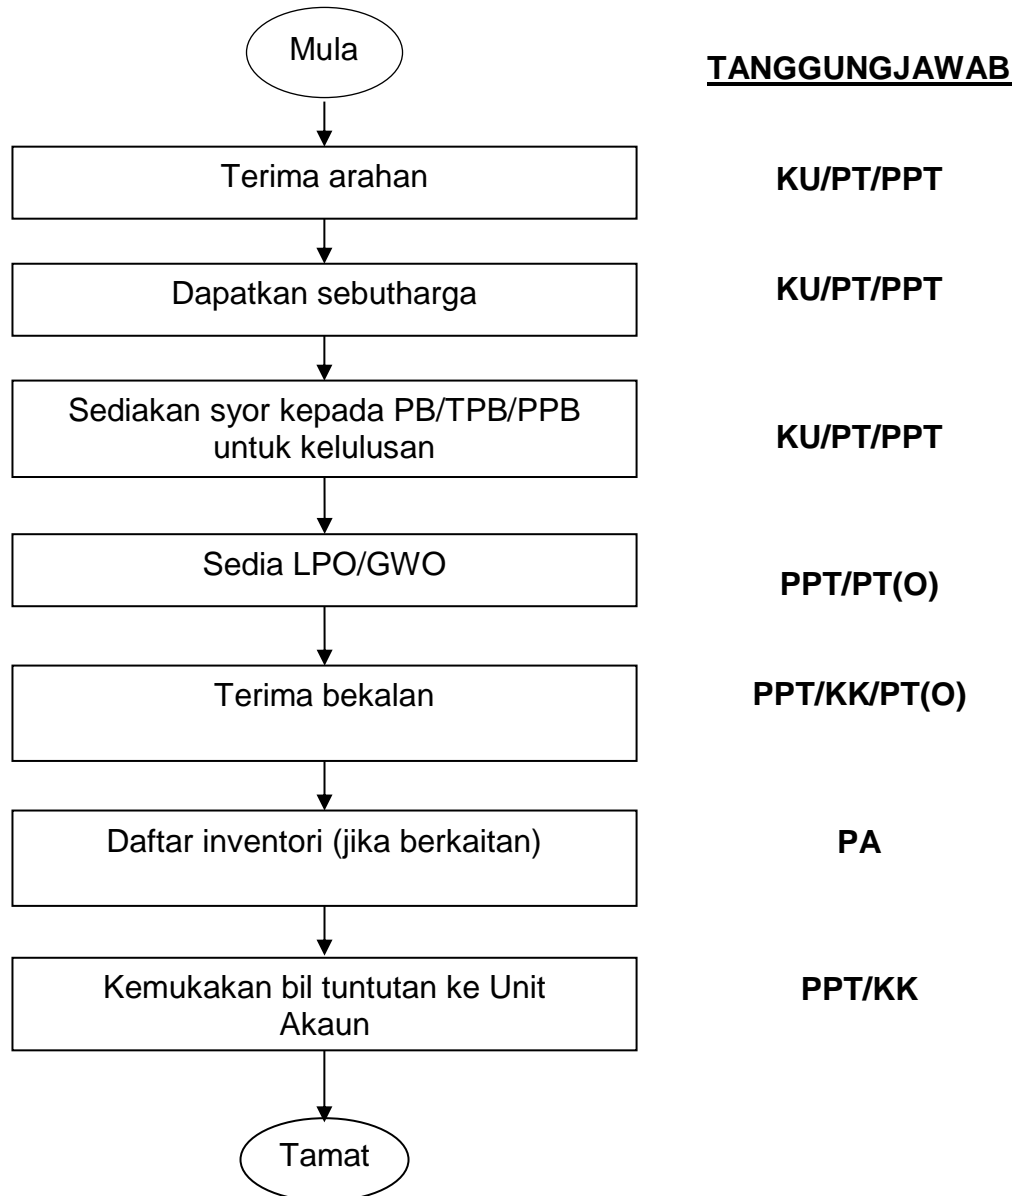 Mula
TANGGUNGJAWAB
Terima arahan
KU/PT/PPT
Dapatkan sebutharga
KU/PT/PPT
Sediakan syor kepada PB/TPB/PPB
untuk kelulusan
KU/PT/PPT
Sedia LPO/GWO
PPT/PT(O)
Terima bekalan
PPT/KK/PT(O)
Daftar inventori (jika berkaitan)
PA
Kemukakan bil tuntutan ke Unit
Akaun
PPT/KK
Tamat